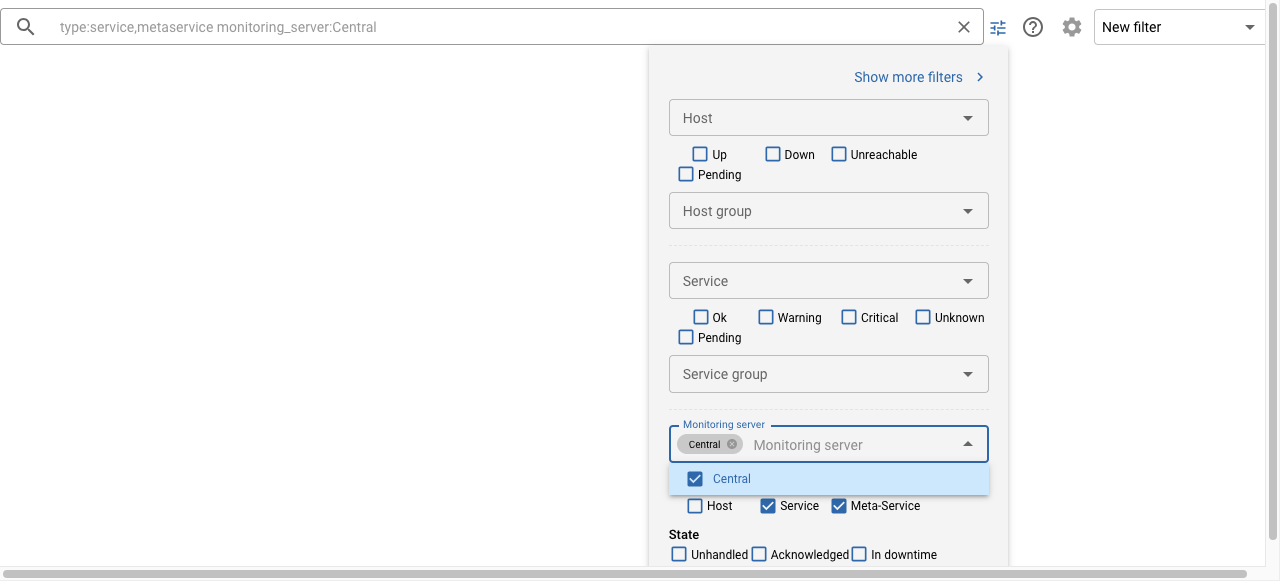 type:service,metaservice monitoring_server:Central
New filter
Show more filters
Host
Up Down Unreachable
Pending
Host group
Service
Ok Warning Critical Unknown
Pending
Service group
Monitoring server
Central Monitoring server
Central
Host Service Meta-Service
State
Unhandled Acknowledged In downtime